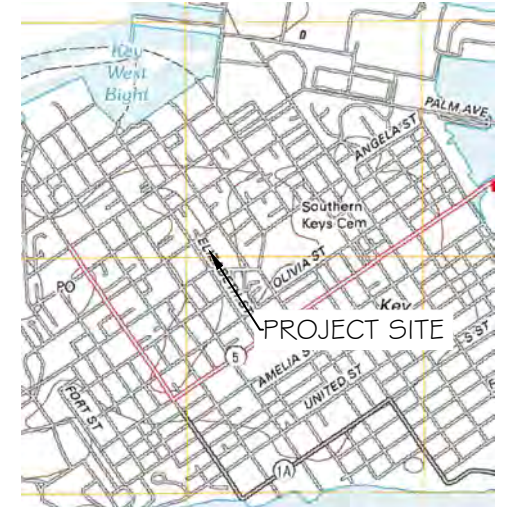 D
Key
West
Bight
PALM AVE
ANGELA ST
Southern
Keys Cem
OLIVIA ST
PO
Key
PROJECT SITE
5
S ST
AMELIA S
UNITED ST
FORT ST
1A